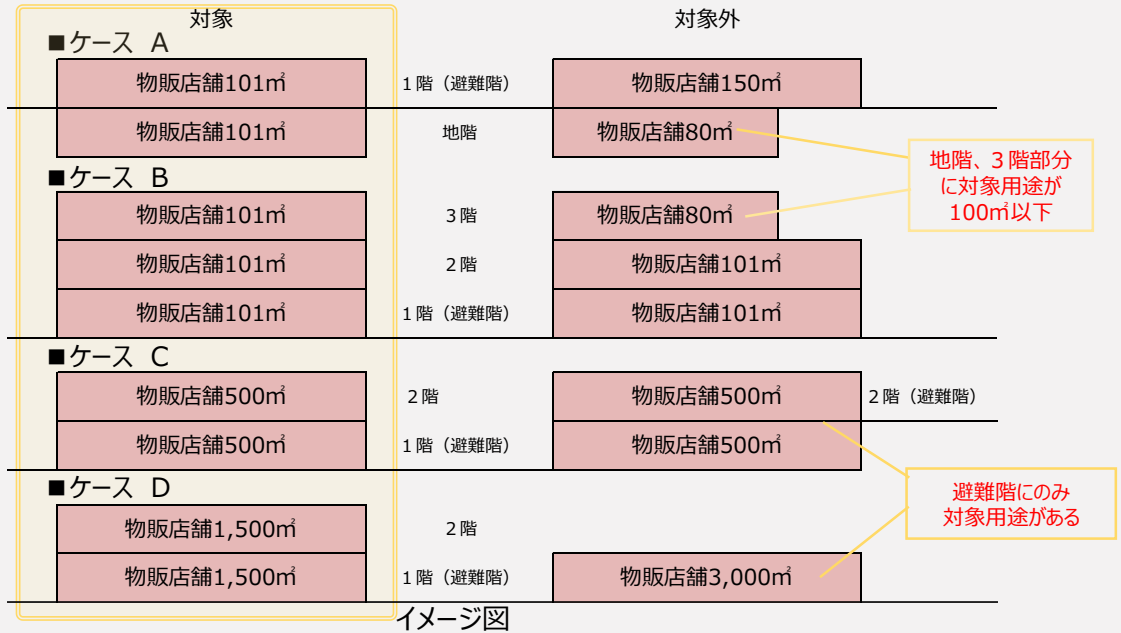 対象
対象外
■ケース A
物販店舗101㎡
1階（避難階）
物販店舗150㎡
物販店舗101㎡
地階
物販店舗80㎡
地階、3階部分
に対象用途が
100㎡以下
■ケース B
物販店舗101㎡
3階
物販店舗80㎡
物販店舗101㎡
2階
物販店舗101㎡
物販店舗101㎡
1階（避難階）
物販店舗101㎡
■ケース C
物販店舗500㎡
2階
物販店舗500㎡
2階（避難階）
物販店舗500㎡
1階（避難階）
物販店舗500㎡
■ケース D
避難階にのみ
対象用途がある
物販店舗1,500㎡
2階
物販店舗1,500㎡
1階（避難階）
物販店舗3,000㎡
イメージ図